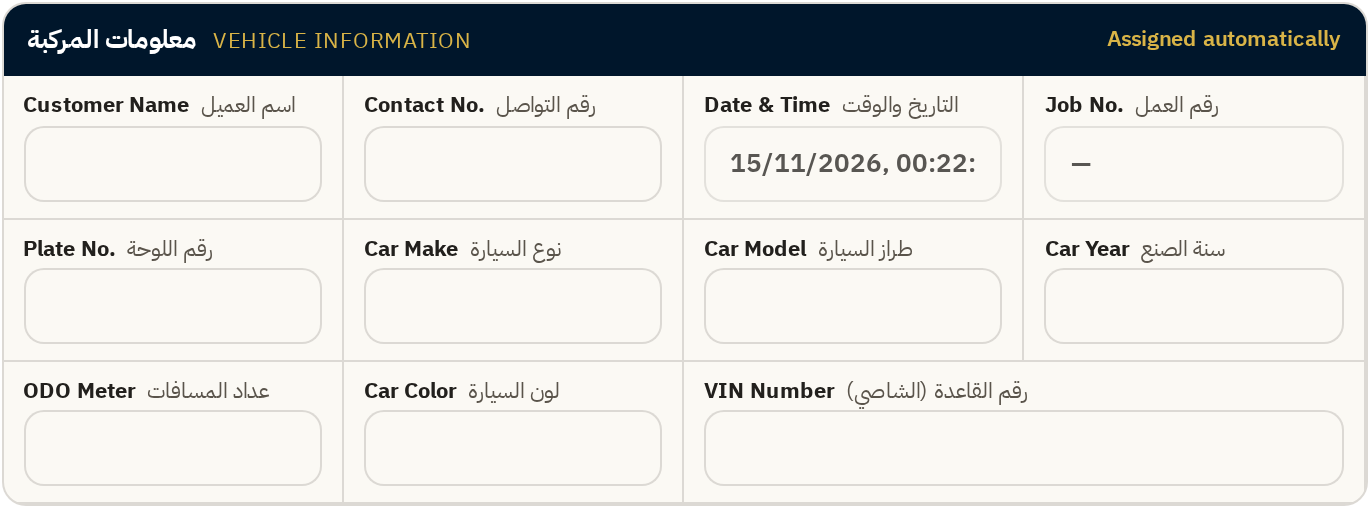 معلومات المركبة VEHICLE INFORMATION Assigned automatically
Customer Name اسم العميل Contact No. رقم التواصل Date & Time التاريخ والوقت Job No. رقم العمل
15/11/2026, 00:22: —
Plate No. رقم اللوحة Car Make نوع السيارة Car Model طراز السيارة Car Year سنة الصنع
ODO Meter عداد المسافات Car Color لون السيارة VIN Number رقم القاعدة (الشاصي)